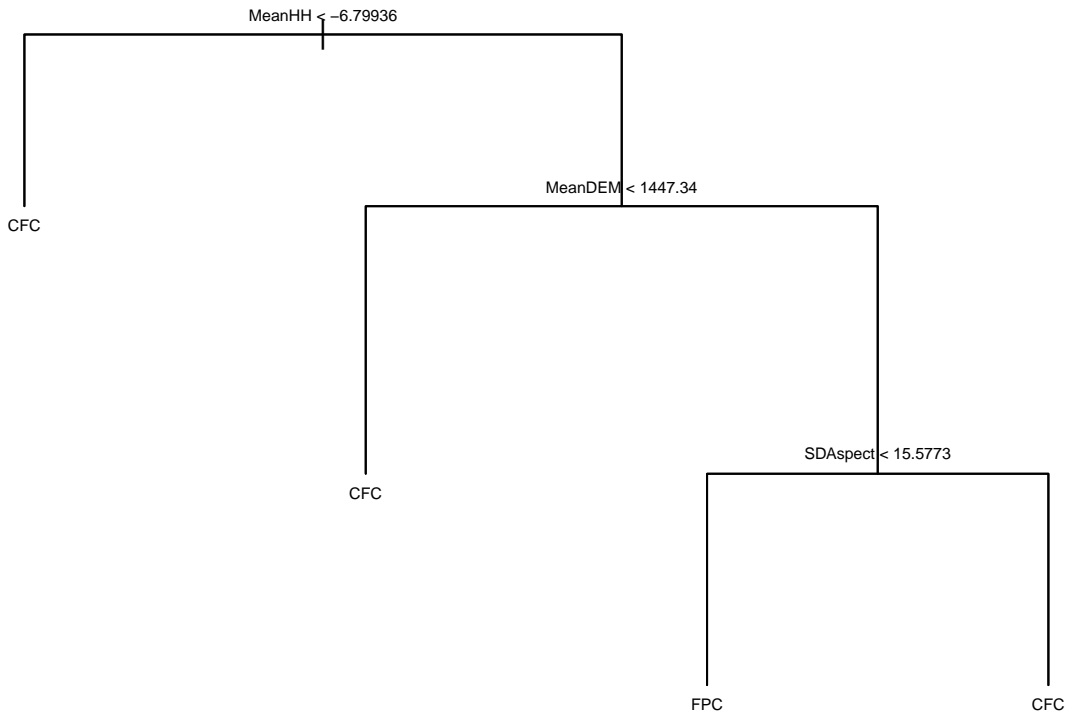 MeanHH < −6.79936
CFC
MeanDEM < 1447.34
CFC
SDAspect < 15.5773
FPC
CFC